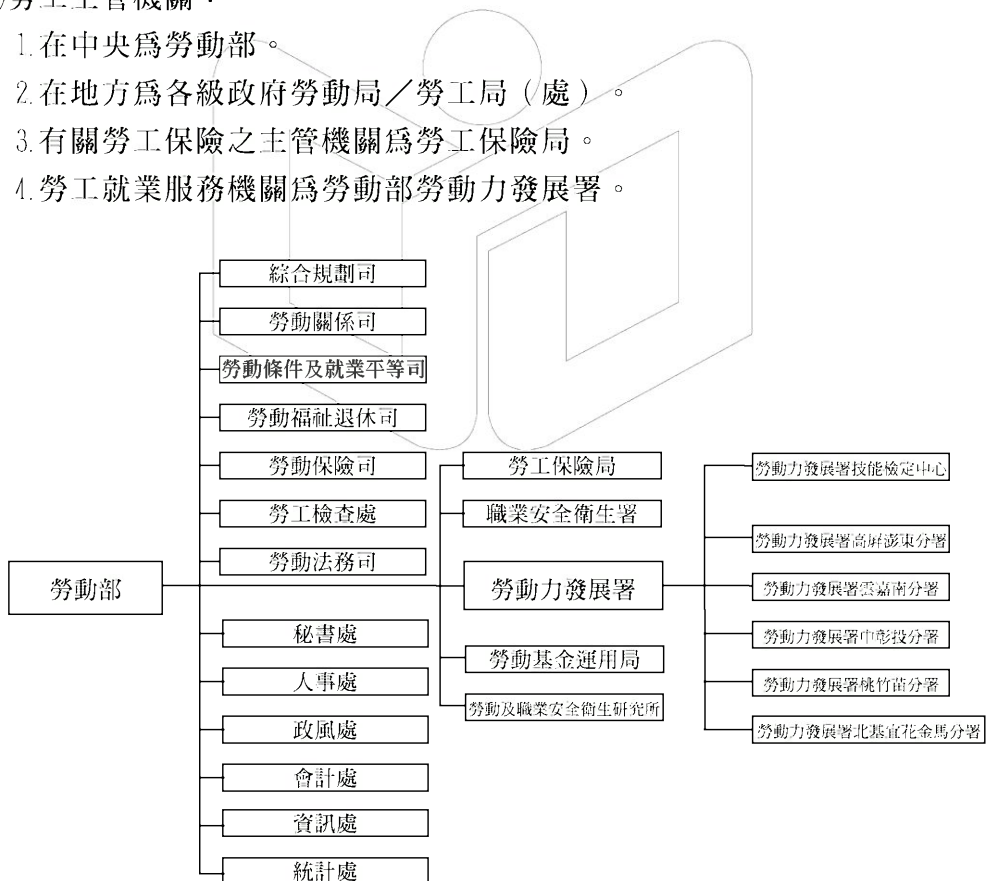 勞工主管機關：
1.在中央為勞動部。
2.在地方為各級政府勞動局／勞工局（處）。
3.有關勞工保險之主管機關為勞工保險局。
4.勞工就業服務機關為勞動部勞動力發展署。
綜合規劃司
勞動關係司
勞動條件及就業平等司
勞動福祉退休司
勞動保險司
勞工檢查處
勞動法務司
勞動部
秘書處
人事處
政風處
會計處
資訊處
統計處
勞工保險局
職業安全衛生署
勞動力發展署
勞動基金運用局
勞動及職業安全衛生研究所
勞動力發展署技能檢定中心
勞動力發展署高屏澎東分署
勞動力發展署雲嘉南分署
勞動力發展署中彰投分署
勞動力發展署桃竹苗分署
勞動力發展署北基宜花金馬分署